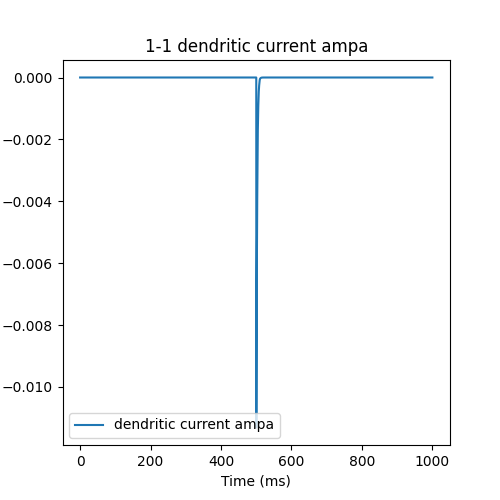 1-1 dendritic current ampa
0.000
−0.002
−0.004
−0.006
−0.008
−0.010
dendritic current ampa
0 200 400 600 800 1000
Time (ms)